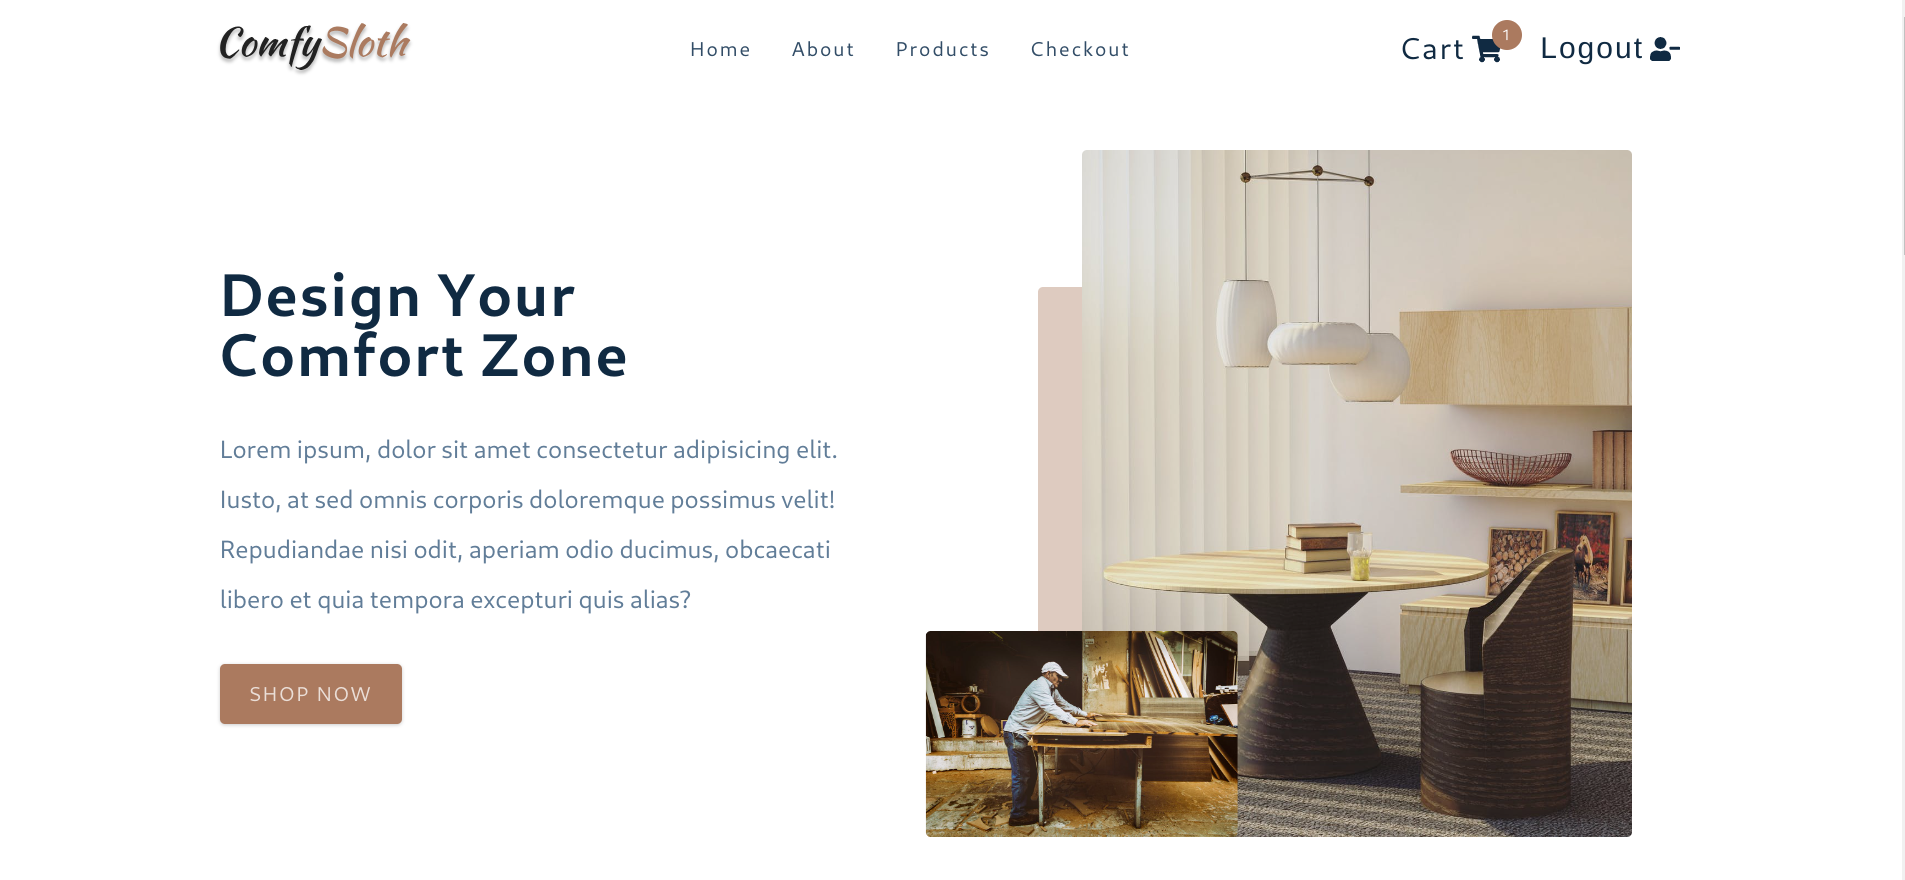 ComfySloth
Home About Products Checkout
Cart 1 Logout
Design Your
Comfort Zone
Lorem ipsum, dolor sit amet consectetur adipisicing elit.
Iusto, at sed omnis corporis doloremque possimus velit!
Repudiandae nisi odit, aperiam odio ducimus, obcaecati
libero et quia tempora excepturi quis alias?
SHOP NOW